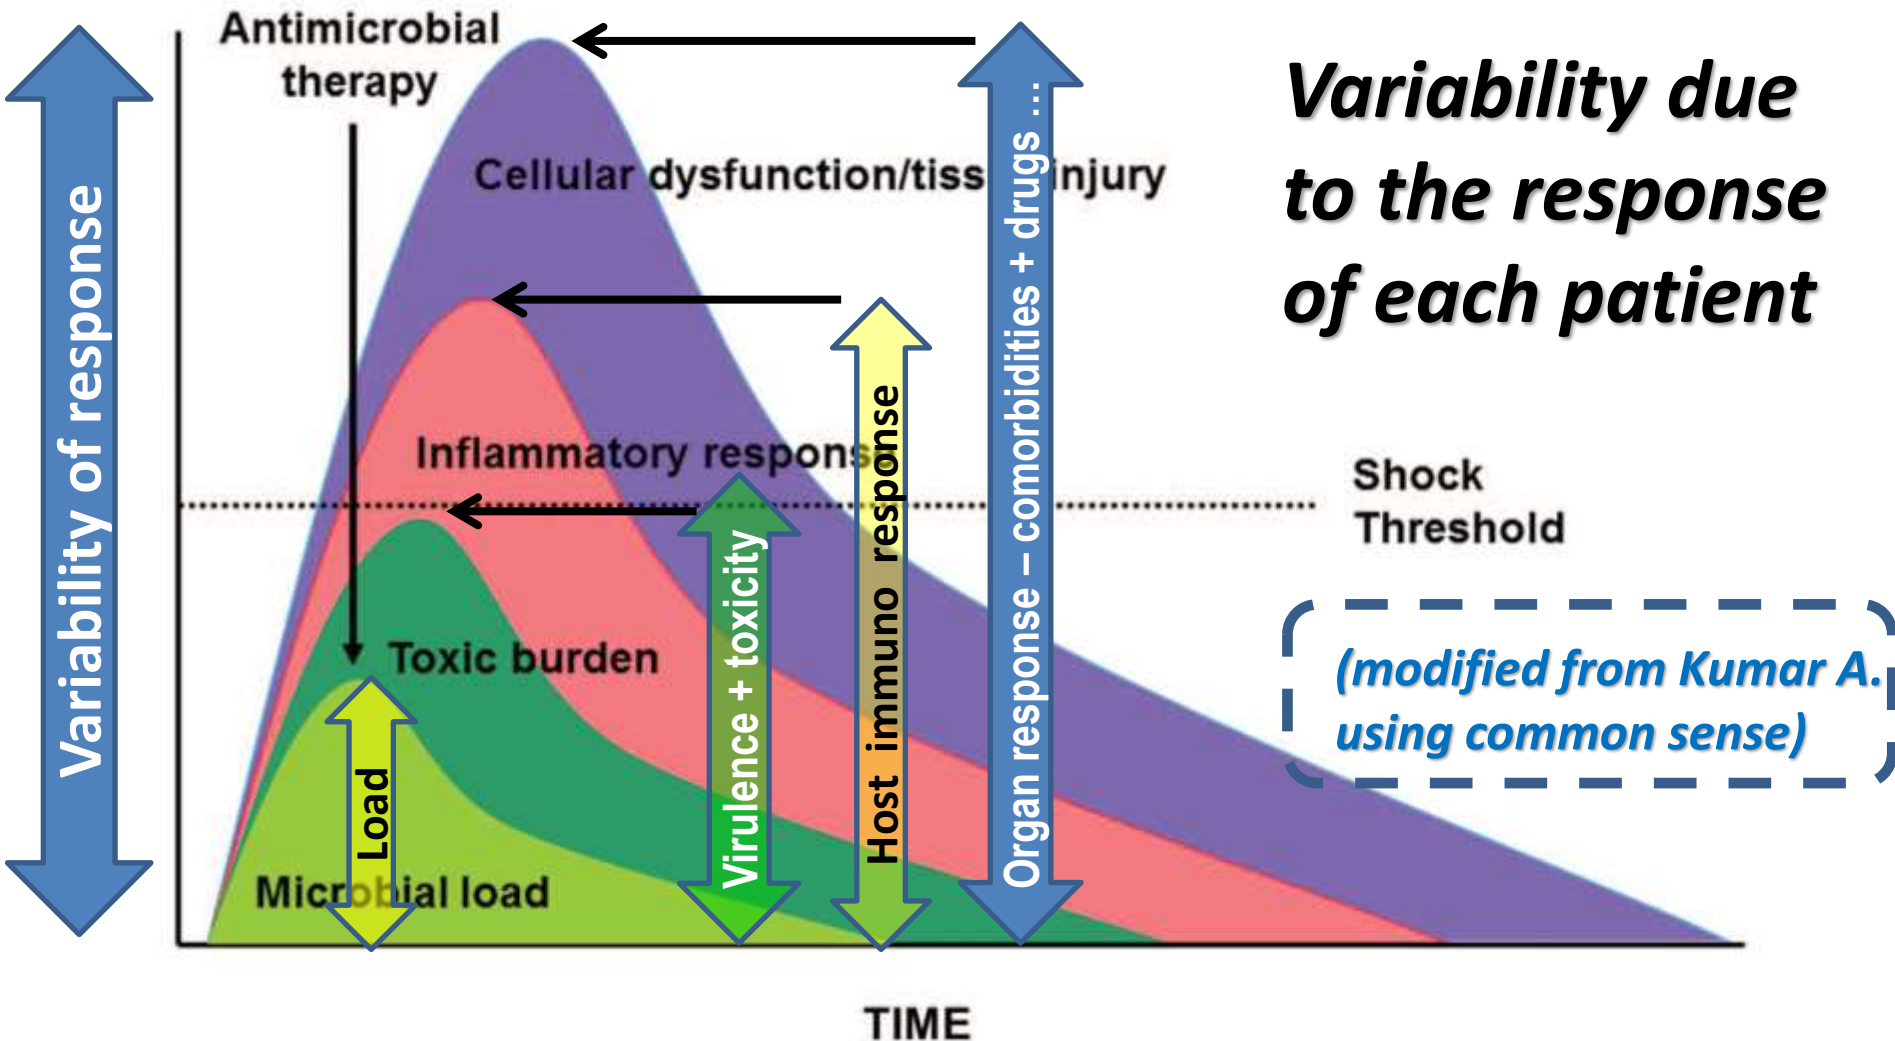 Antimicrobial
therapy
Variability of response
Cellular dysfunction/tiss injury
Inflammatory respons
Toxic burden
Microbial load
Load
Virulence + toxicity
Host immuno response
Organ response – comorbidities + drugs ...
Variability due
to the response
of each patient
Shock
Threshold
(modified from Kumar A.
using common sense)
TIME